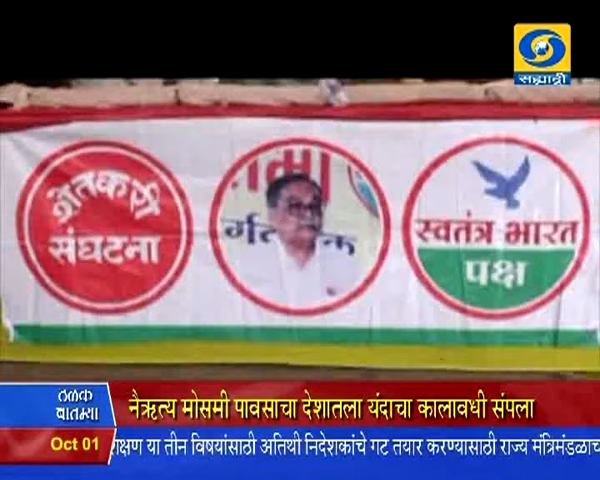 सह्याद्री
शेतकरी
संघटना
स्वतंत्र भारत
पक्ष
ठळक
बातम्या
नैऋत्य मोसमी पावसाचा देशातला यंदाचा कालावधी संपला
Oct 01
क्षण या तीन विषयांसाठी अतिथी निदेशकांचे गट तयार करण्यासाठी राज्य मंत्रिमंडळाच